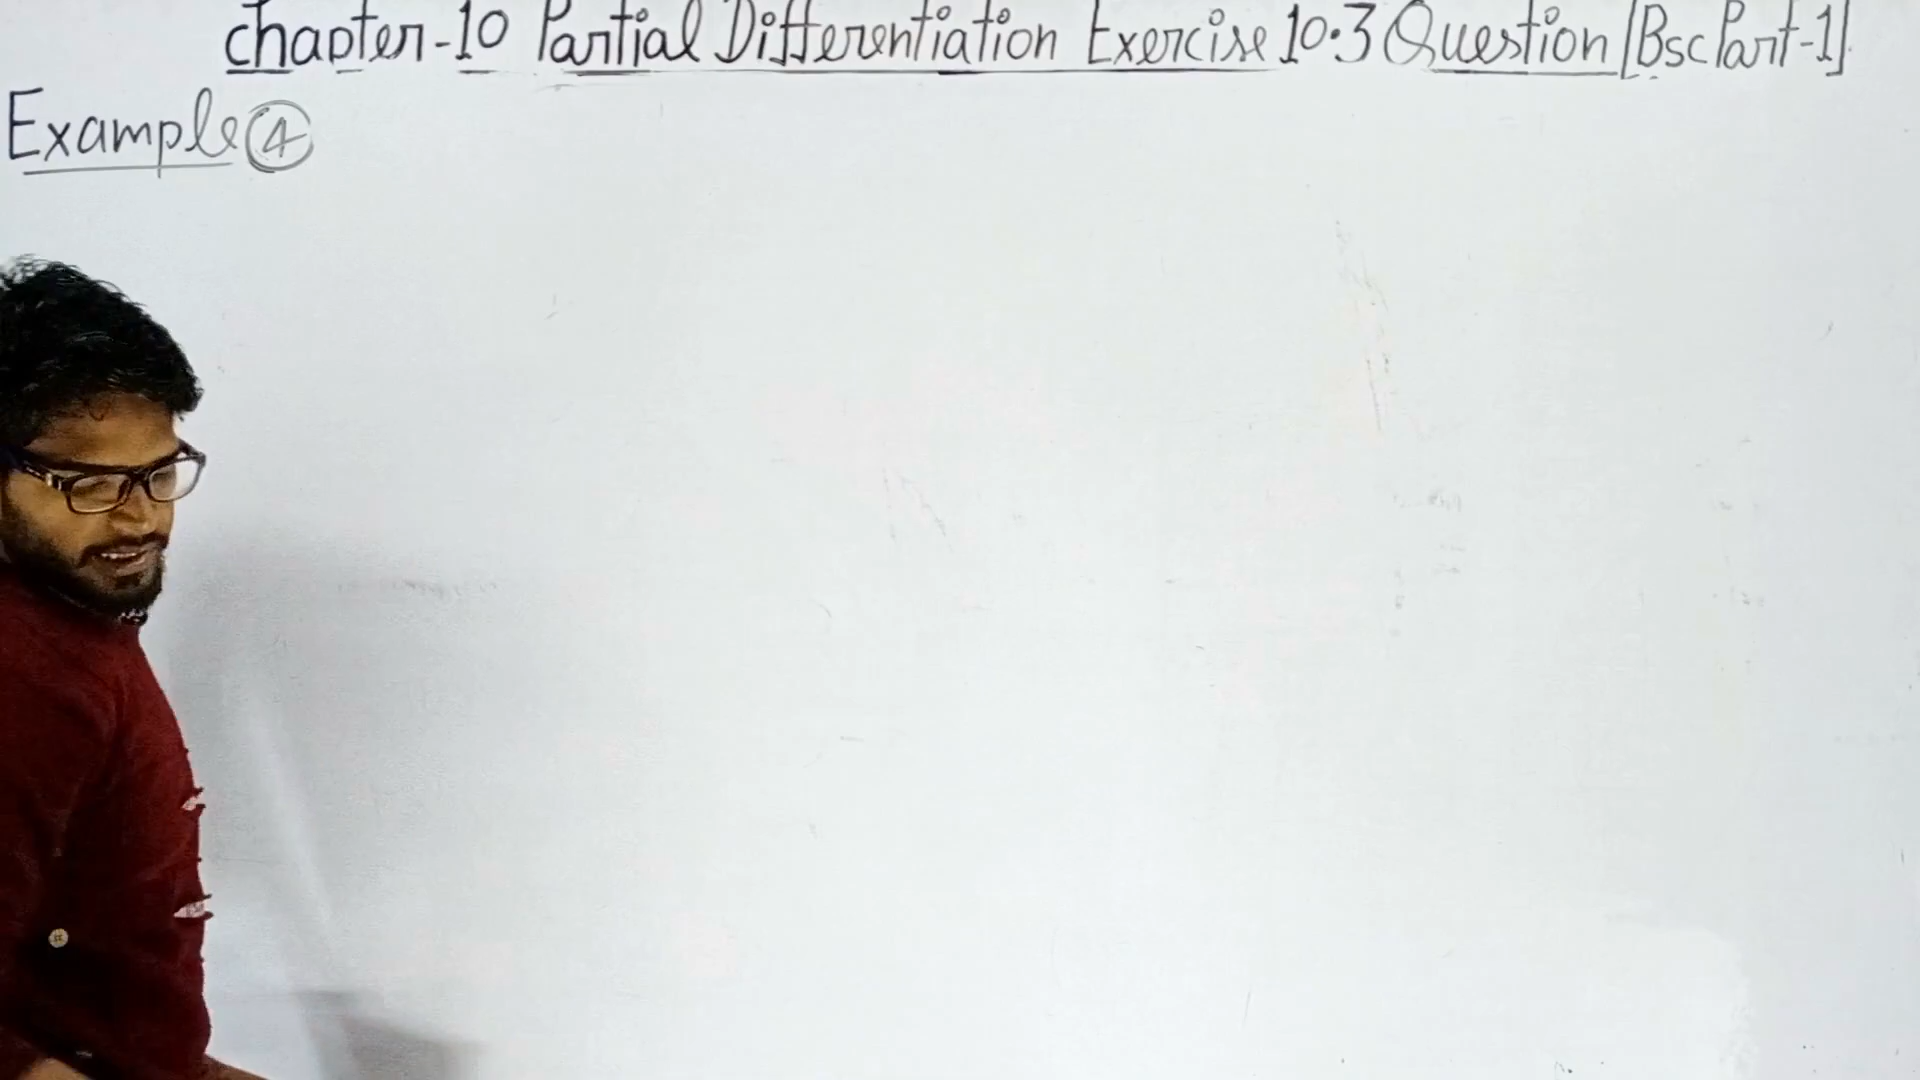 Chapter-10 Partial Differentiation Exercise 10.3 Question [Bsc Part-1]
Example 4